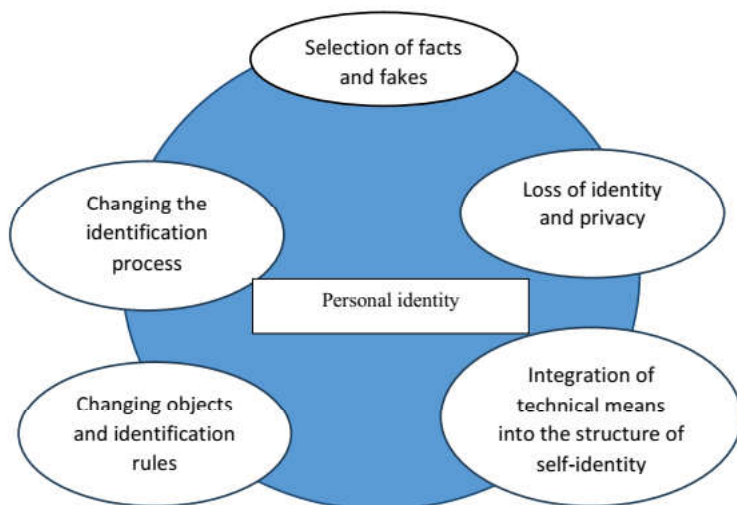 Selection of facts
and fakes
Changing the
identification
process
Loss of identity
and privacy
Personal identity
Changing objects
and identification
rules
Integration of
technical means
into the structure of
self-identity